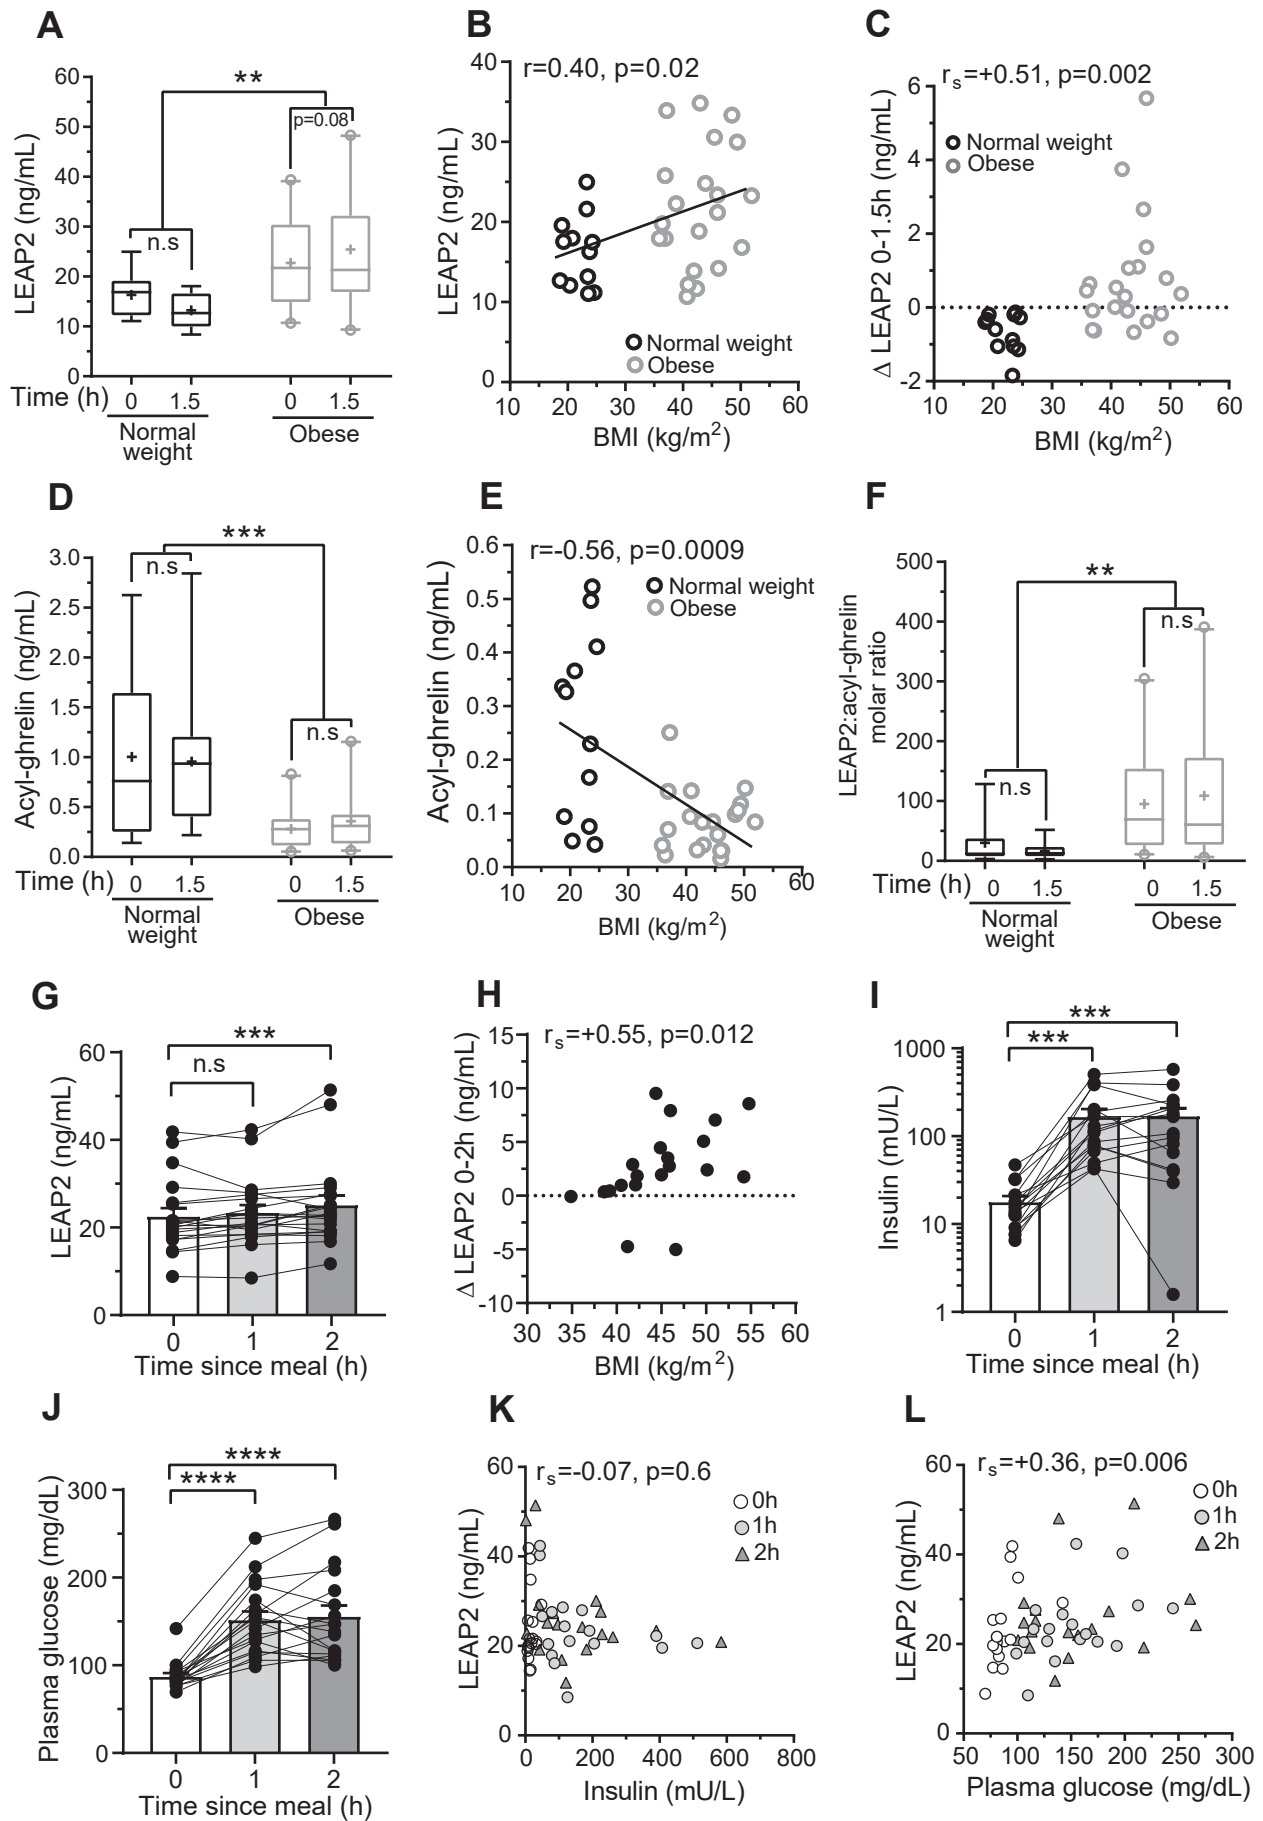 A
60
50
40
30
20
10
0
LEAP2 (ng/mL)
**
p=0.08
n.s
Time (h)
0 1.5 0 1.5
Normal
weight
Obese
B
40
30
20
10
0
LEAP2 (ng/mL)
r=0.40, p=0.02
Normal weight
Obese
10 20 30 40 50 60
BMI (kg/m²)
C
6
4
2
0
-2
Δ LEAP2 0-1.5h (ng/mL)
rₛ=+0.51, p=0.002
Normal weight
Obese
10 20 30 40 50 60
BMI (kg/m²)
D
3.0
2.5
2.0
1.5
1.0
0.5
0.0
Acyl-ghrelin (ng/mL)
***
n.s
n.s
Time (h)
0 1.5 0 1.5
Normal
weight
Obese
E
0.6
0.5
0.4
0.3
0.2
0.1
0.0
Acyl-ghrelin (ng/mL)
r=-0.56, p=0.0009
Normal weight
Obese
10 20 30 40 50 60
BMI (kg/m²)
F
500
400
300
200
100
0
LEAP2:acyl-ghrelin
molar ratio
**
n.s
n.s
Time (h)
0 1.5 0 1.5
Normal
weight
Obese
G
60
40
20
0
LEAP2 (ng/mL)
***
n.s
0 1 2
Time since meal (h)
H
15
10
5
0
-5
-10
Δ LEAP2 0-2h (ng/mL)
rₛ=+0.55, p=0.012
30 35 40 45 50 55 60
BMI (kg/m²)
I
1000
100
10
1
Insulin (mU/L)
***
***
0 1 2
Time since meal (h)
J
300
200
100
0
Plasma glucose (mg/dL)
****
****
0 1 2
Time since meal (h)
K
60
40
20
0
LEAP2 (ng/mL)
rₛ=-0.07, p=0.6
0h
1h
2h
0 200 400 600 800
Insulin (mU/L)
L
60
40
20
0
LEAP2 (ng/mL)
rₛ=+0.36, p=0.006
0h
1h
2h
50 100 150 200 250 300
Plasma glucose (mg/dL)